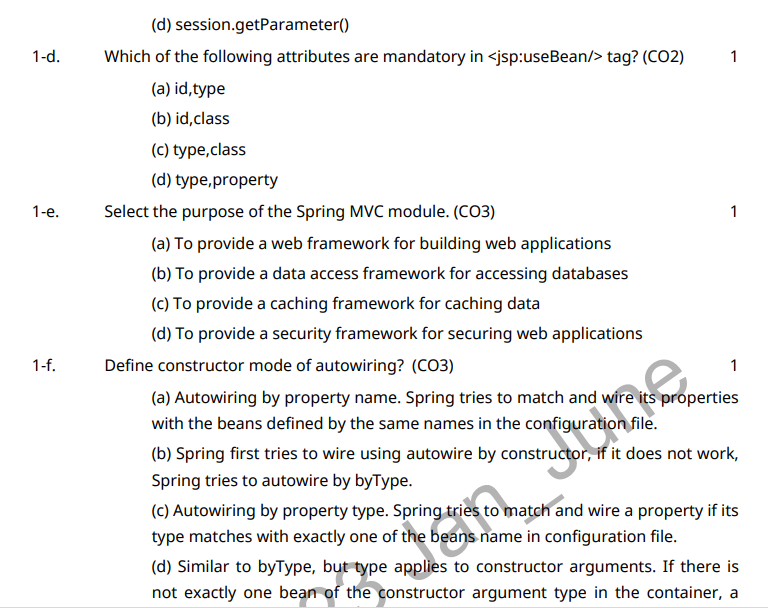 (d) session.getParameter()
1-d. Which of the following attributes are mandatory in <jsp:useBean/> tag? (CO2) 1
(a) id,type
(b) id,class
(c) type,class
(d) type,property
1-e. Select the purpose of the Spring MVC module. (CO3) 1
(a) To provide a web framework for building web applications
(b) To provide a data access framework for accessing databases
(c) To provide a caching framework for caching data
(d) To provide a security framework for securing web applications
1-f. Define constructor mode of autowiring? (CO3) 1
(a) Autowiring by property name. Spring tries to match and wire its properties
with the beans defined by the same names in the configuration file.
(b) Spring first tries to wire using autowire by constructor, if it does not work,
Spring tries to autowire by byType.
(c) Autowiring by property type. Spring tries to match and wire a property if its
type matches with exactly one of the beans name in configuration file.
(d) Similar to byType, but type applies to constructor arguments. If there is
not exactly one bean of the constructor argument type in the container, a
Jan_June